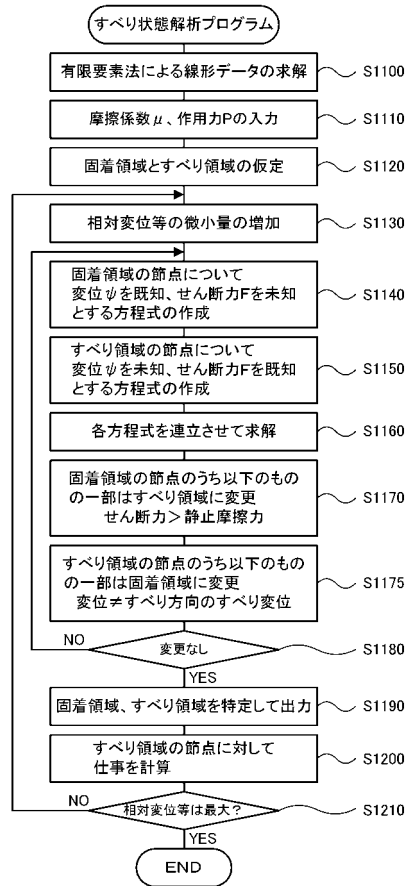 すべり状態解析プログラム
有限要素法による線形データの求解
S1100
摩擦係数μ、作用力Pの入力
S1110
固着領域とすべり領域の仮定
S1120
相対変位等の微小量の増加
S1130
固着領域の節点について
変位ψを既知、せん断力Fを未知
とする方程式の作成
S1140
すべり領域の節点について
変位ψを未知、せん断力Fを既知
とする方程式の作成
S1150
各方程式を連立させて求解
S1160
固着領域の節点のうち以下のもの
の一部はすべり領域に変更
せん断力>静止摩擦力
S1170
すべり領域の節点のうち以下のもの
の一部は固着領域に変更
変位≠すべり方向のすべり変位
S1175
NO
変更なし
S1180
YES
固着領域、すべり領域を特定して出力
S1190
すべり領域の節点に対して
仕事を計算
S1200
NO
相対変位等は最大?
S1210
YES
END